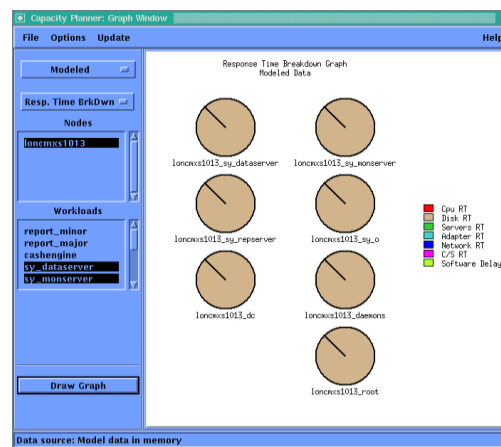 Capacity Planner: Graph Window
File Options Update Help
Modeled
Resp. Time BrkDwn
Nodes
loncmxs1013
Workloads
report_minor
report_major
cashengine
sy_dataserver
sy_monserver
Draw Graph
Response Time Breakdown Graph
Modeled Data
loncmxs1013_sy_dataserver loncmxs1013_sy_monserver
loncmxs1013_sy_repserver loncmxs1013_sy_o
loncmxs1013_dc loncmxs1013_daemons
loncmxs1013_root
Cpu RT
Disk RT
Servers RT
Adapter RT
Network RT
C/S RT
Software Delay
Data source: Model data in memory